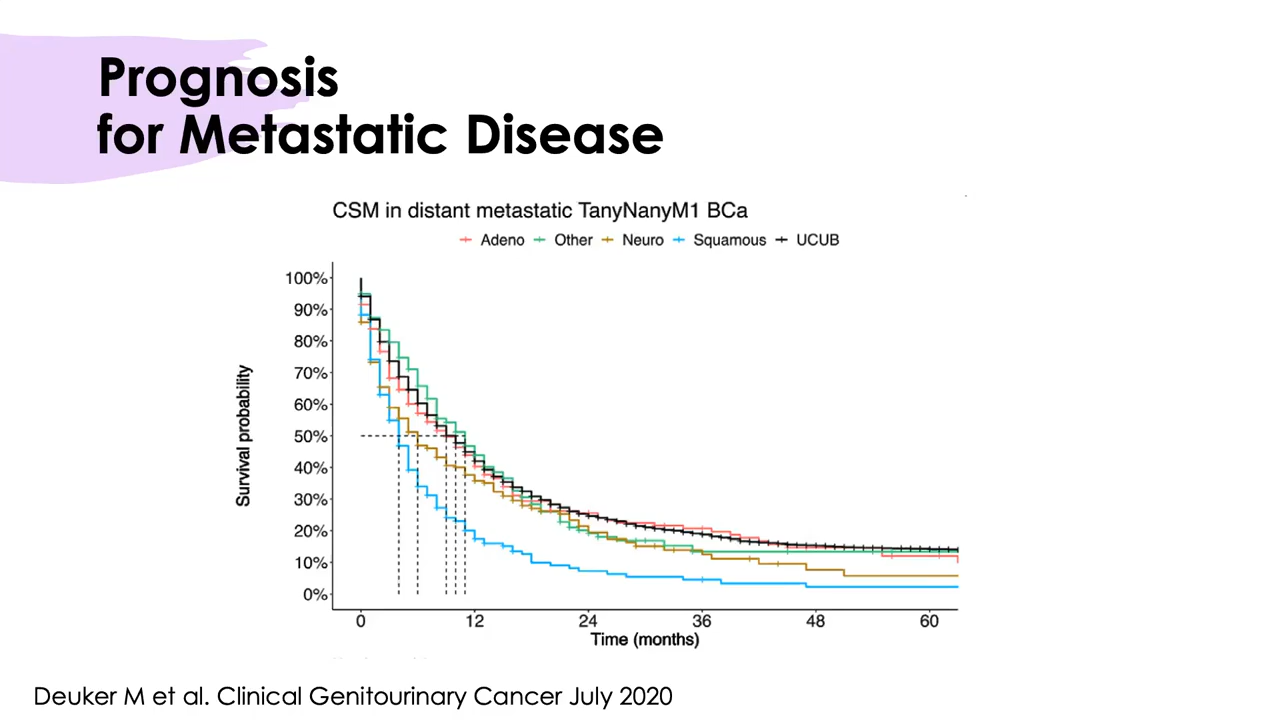 Prognosis
for Metastatic Disease
CSM in distant metastatic TanyNanyM1 BCa
Adeno Other Neuro Squamous UCUB
100%
90%
80%
70%
60%
50%
40%
30%
20%
10%
0%
Survival probability
0 12 24 36 48 60
Time (months)
Deuker M et al. Clinical Genitourinary Cancer July 2020